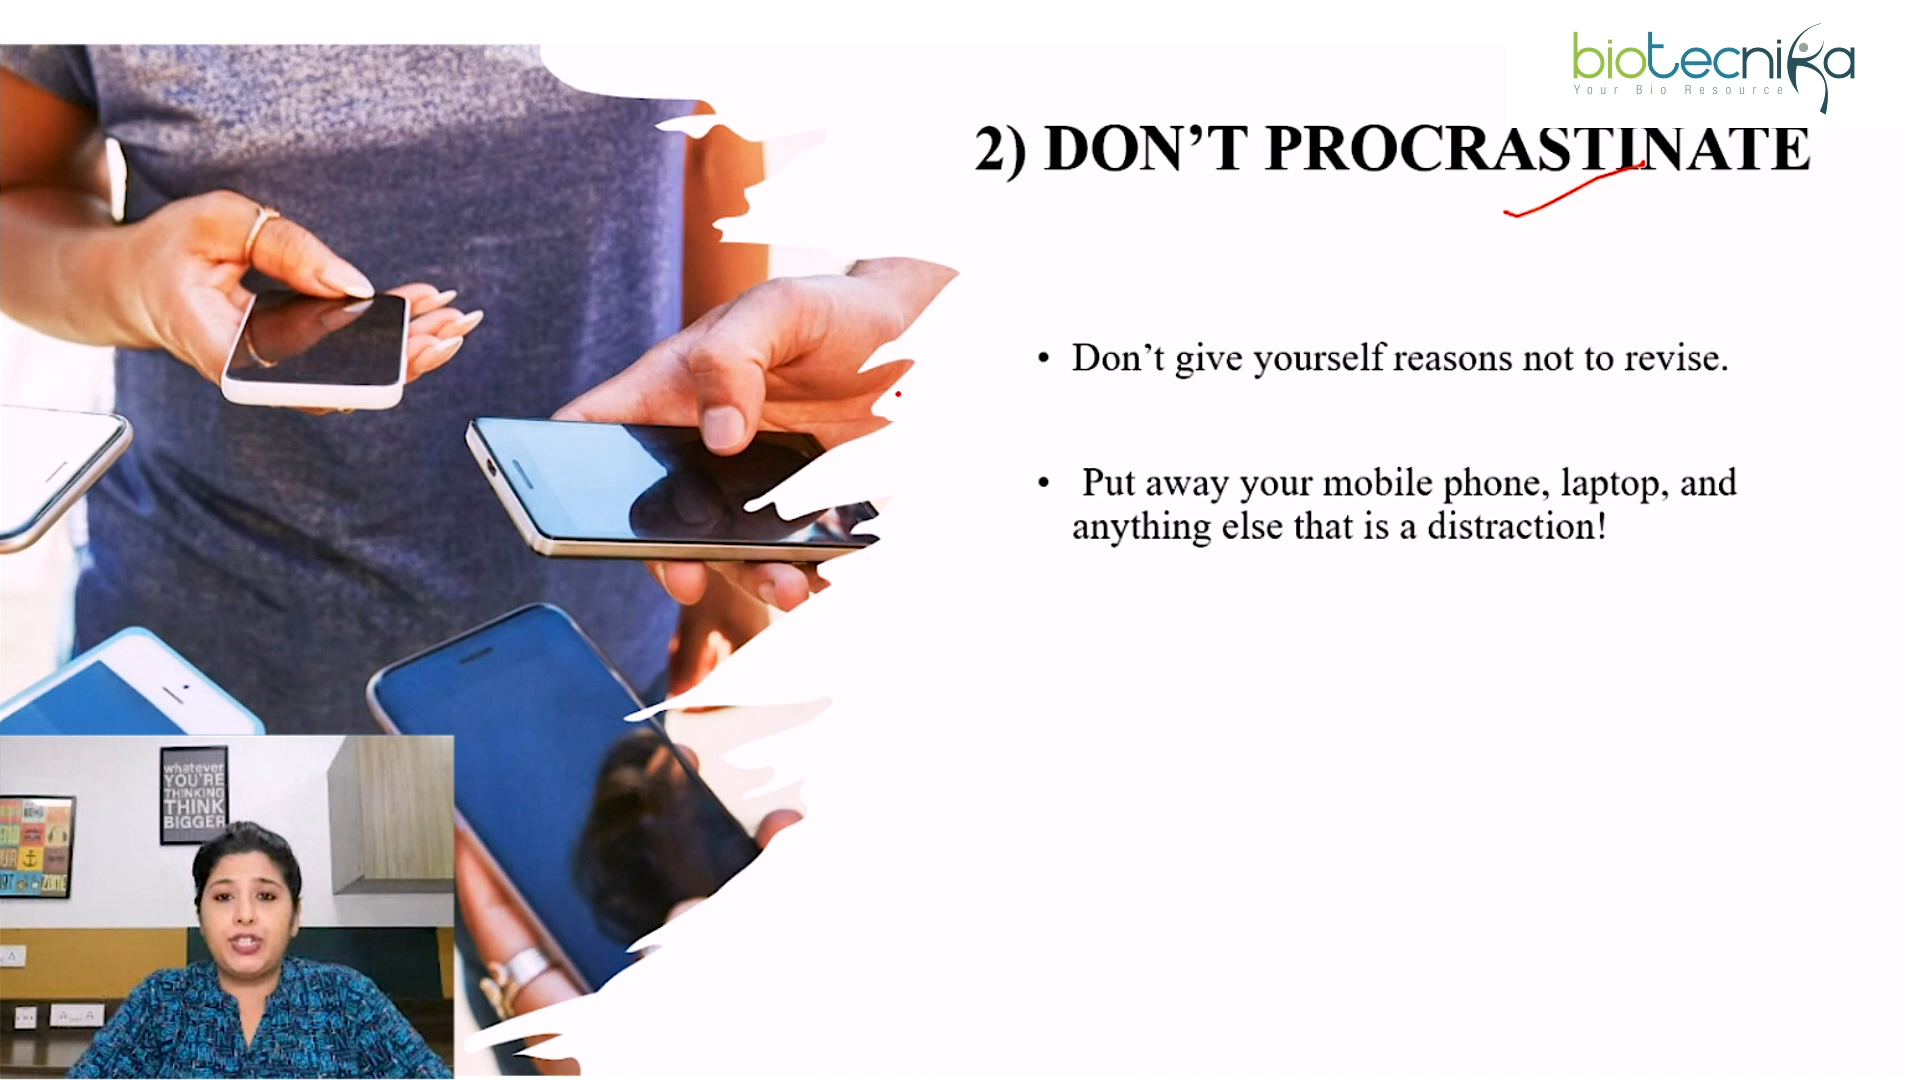 biotecnika
Your Bio Resource
2) DON’T PROCRASTINATE
• Don’t give yourself reasons not to revise.
• Put away your mobile phone, laptop, and
anything else that is a distraction!
whatever
YOU'RE
THINKING
THINK
BIGGER
ZONE